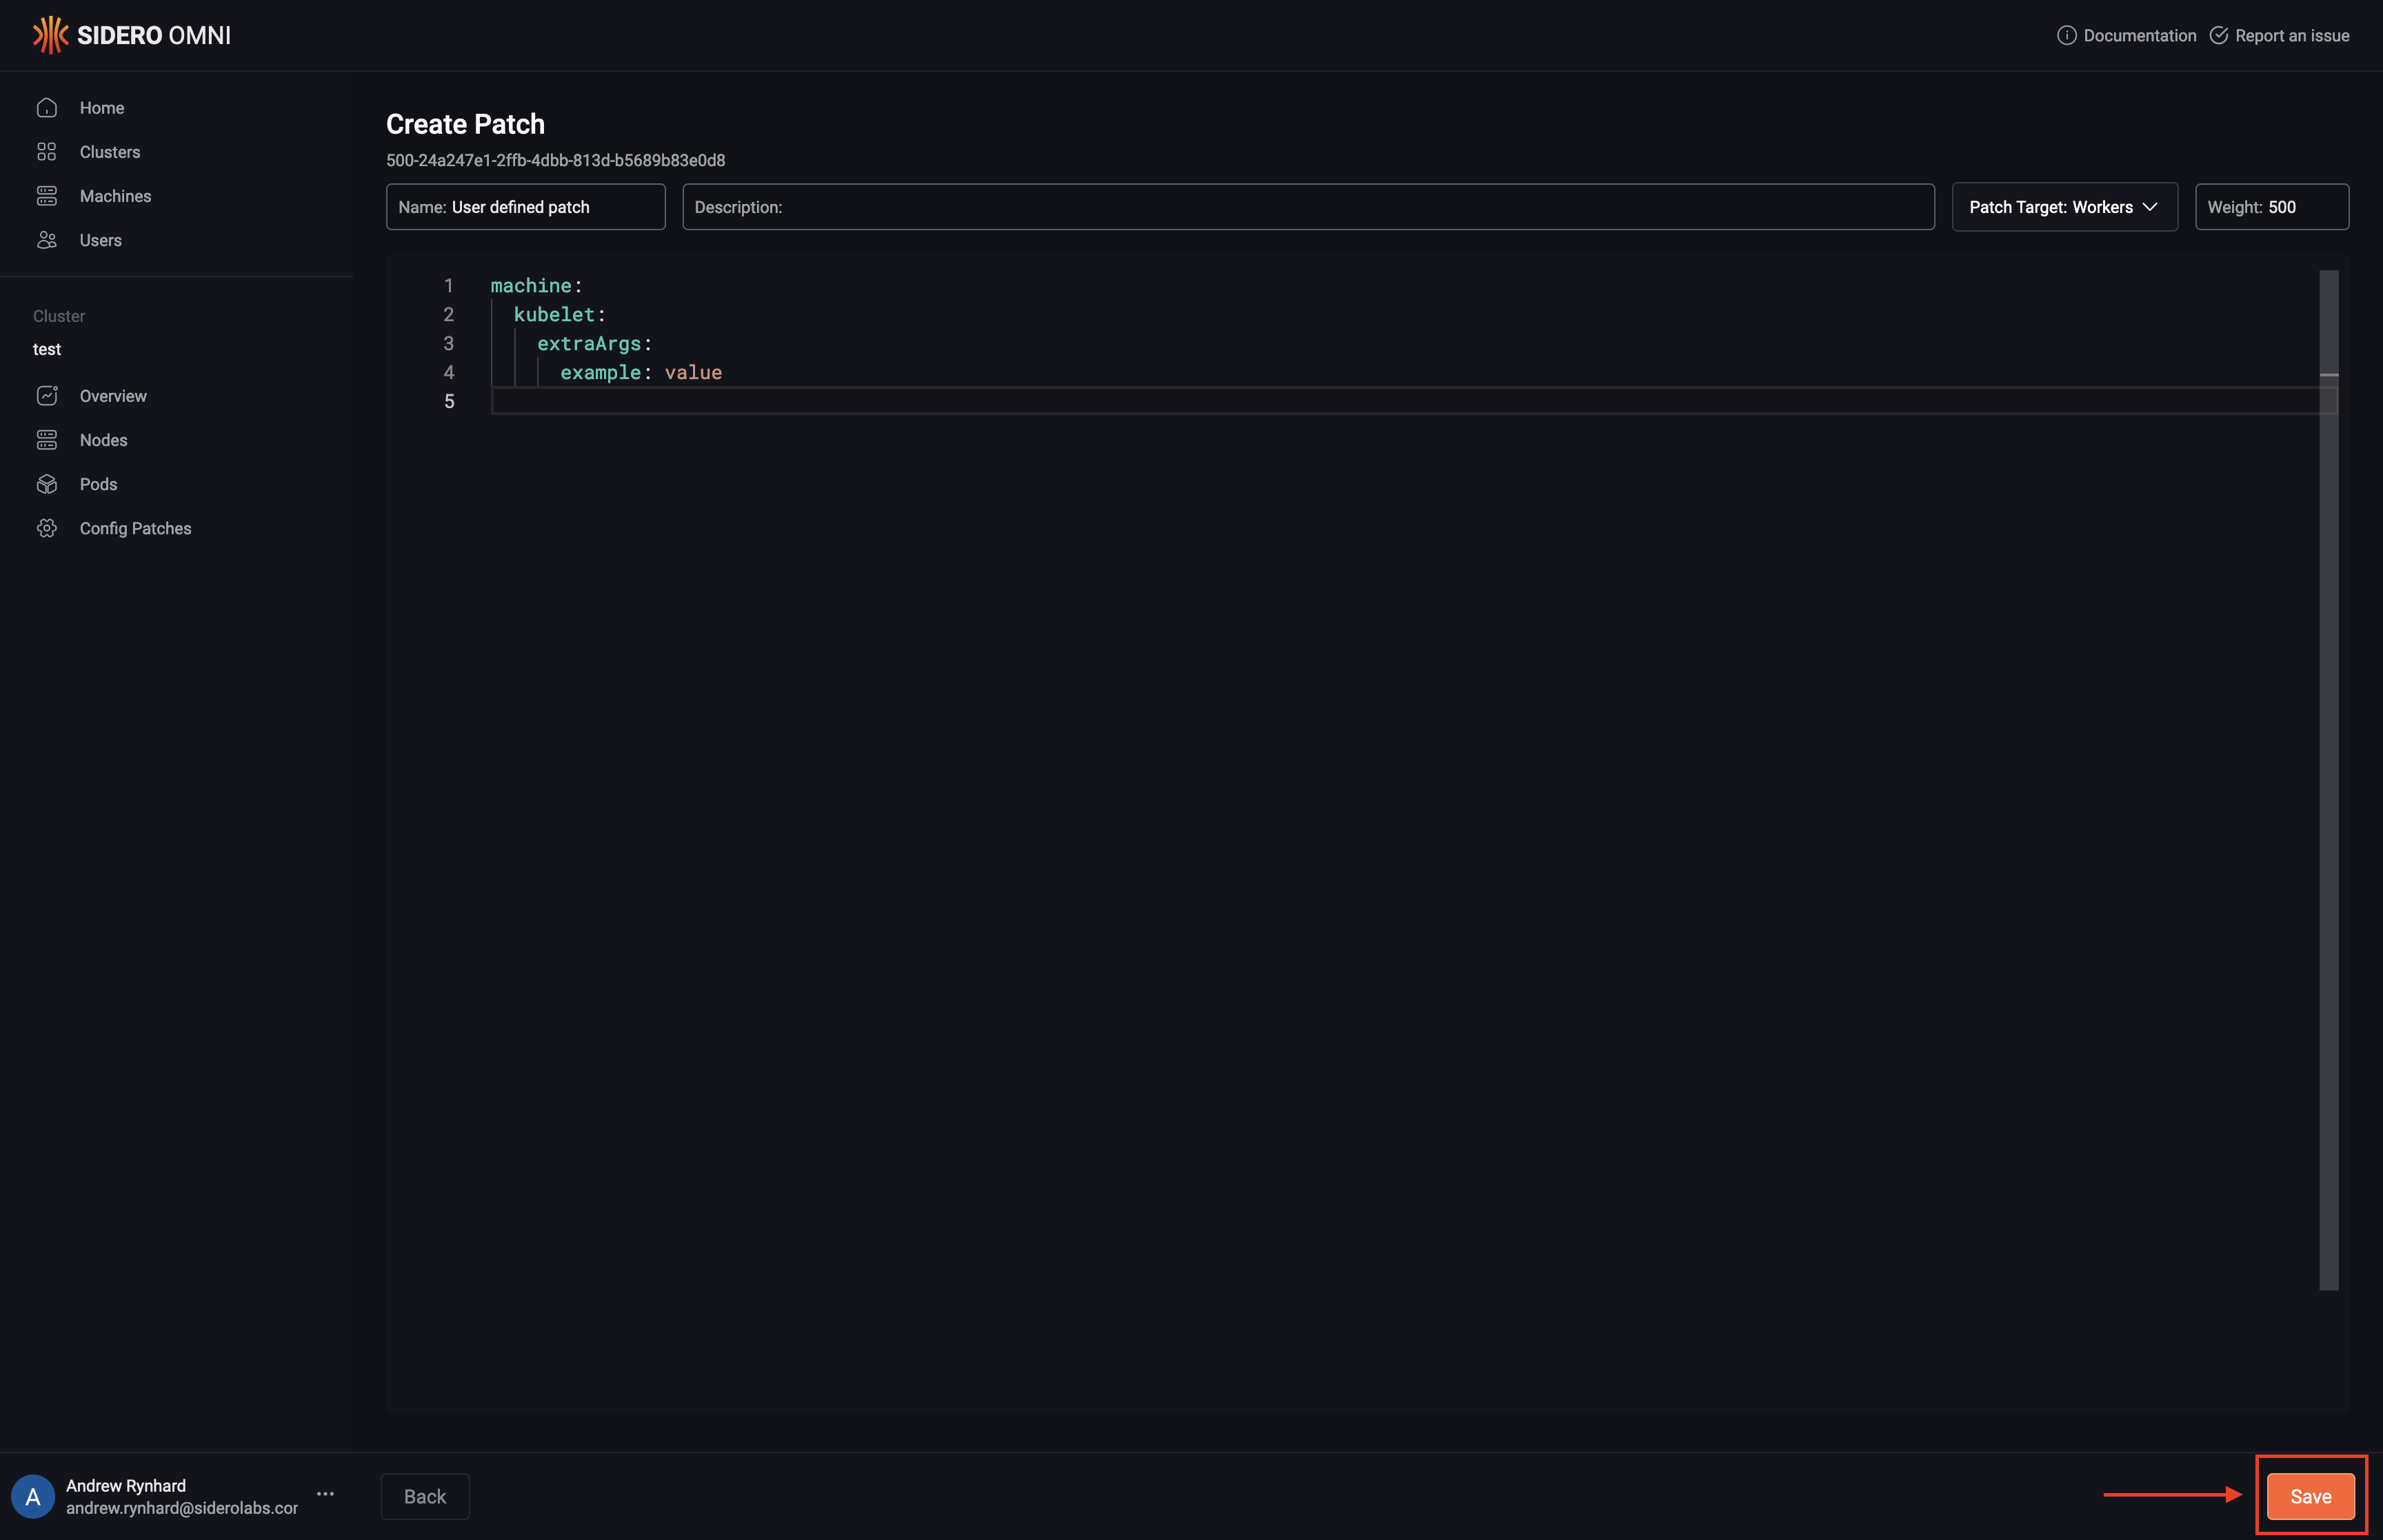 SIDERO OMNI
Documentation
Report an issue
Home
Clusters
Machines
Users
Cluster
test
Overview
Nodes
Pods
Config Patches
Create Patch
500-24a247e1-2ffb-4dbb-813d-b5689b83e0d8
Name: User defined patch
Description:
Patch Target: Workers
Weight: 500
1 machine:
2 kubelet:
3 extraArgs:
4 example: value
5
A
Andrew Rynhard
andrew.rynhard@siderolabs.cor
Back
Save